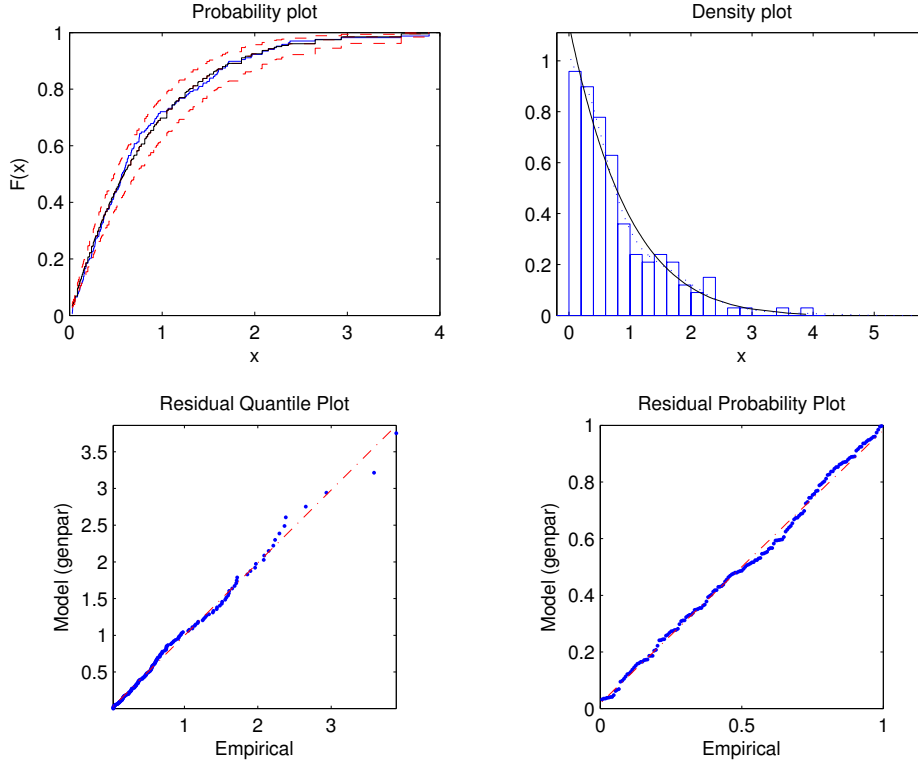 Probability plot
1
0.8
0.6
0.4
0.2
0
F(x)
0 1 2 3 4
x
Density plot
1
0.8
0.6
0.4
0.2
0
0 1 2 3 4 5
x
Residual Quantile Plot
3.5
3
2.5
2
1.5
1
0.5
Model (genpar)
1 2 3
Empirical
Residual Probability Plot
1
0.8
0.6
0.4
0.2
0
Model (genpar)
0 0.5 1
Empirical